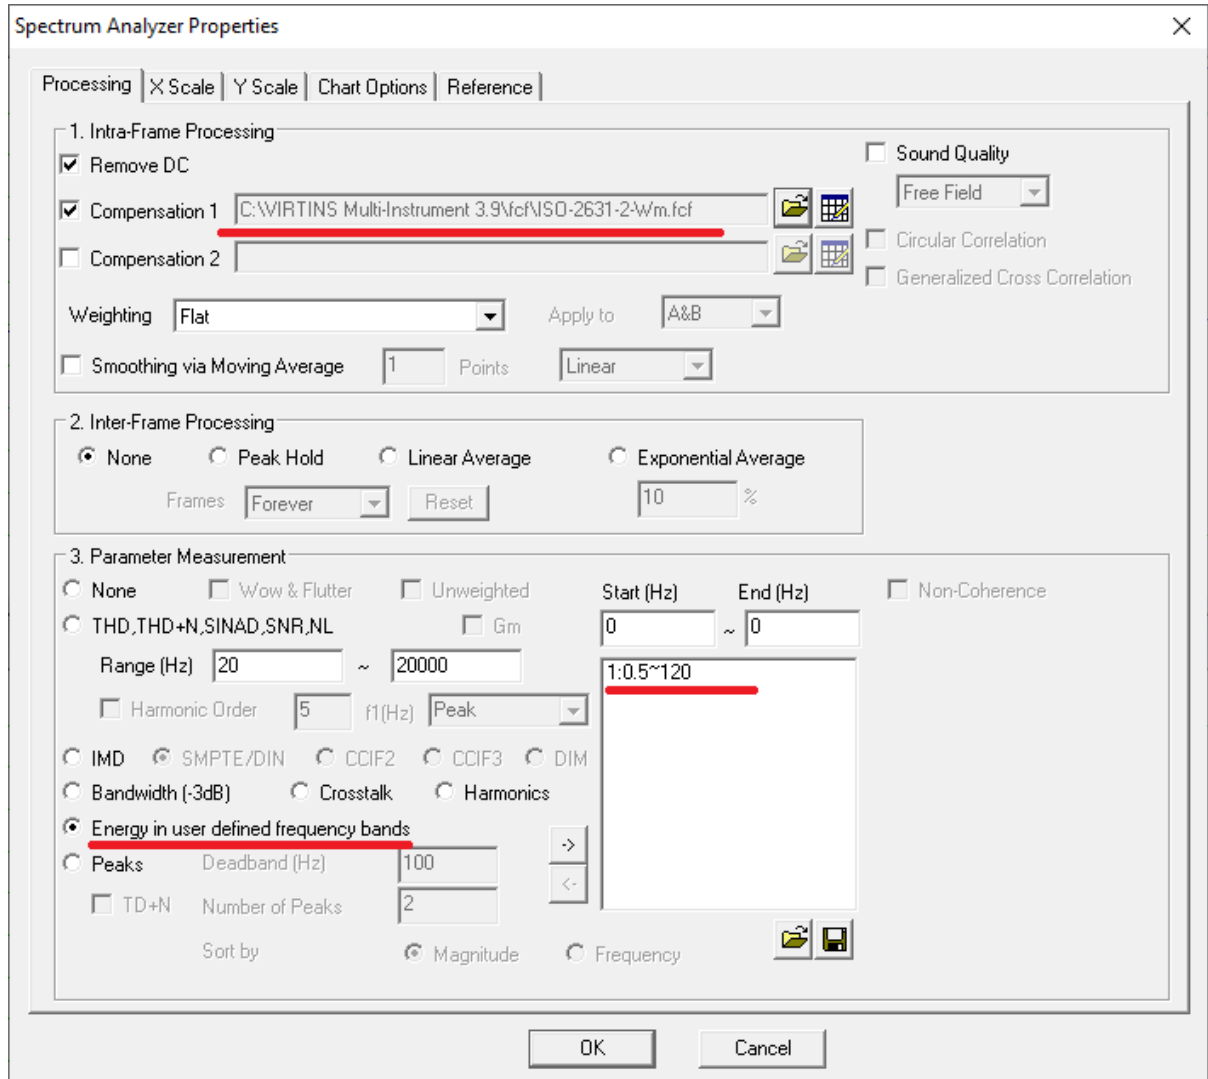 Spectrum Analyzer Properties
Processing X Scale Y Scale Chart Options Reference
1. Intra-Frame Processing
Remove DC
Sound Quality
Compensation 1 C:\VIRTINS Multi-Instrument 3.9\fcf\ISO-2631-2-Wm.fcf
Free Field
Compensation 2
Circular Correlation
Generalized Cross Correlation
Weighting Flat Apply to A&B
Smoothing via Moving Average 1 Points Linear
2. Inter-Frame Processing
None Peak Hold Linear Average Exponential Average
Frames Forever Reset 10 %
3. Parameter Measurement
None Wow & Flutter Unweighted Start (Hz) End (Hz) Non-Coherence
THD,THD+N,SINAD,SNR,NL Gm 0 ~ 0
Range (Hz) 20 ~ 20000 1:0.5~120
Harmonic Order 5 f1(Hz) Peak
IMD SMPTE/DIN CCIF2 CCIF3 DIM
Bandwidth (-3dB) Crosstalk Harmonics
Energy in user defined frequency bands ->
Peaks Deadband (Hz) 100 <-
TD+N Number of Peaks 2
Sort by Magnitude Frequency
OK Cancel